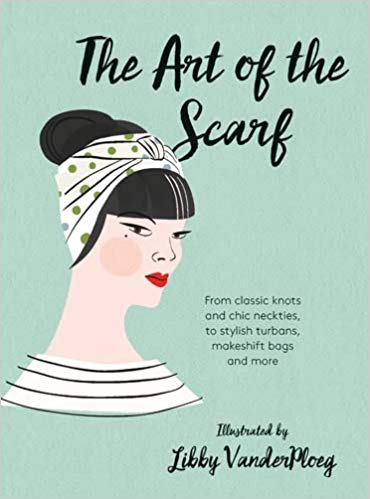 The Art of the
Scarf
From classic knots
and chic neckties,
to stylish turbans,
makeshift bags
and more
Illustrated by
Libby VanderPloeg